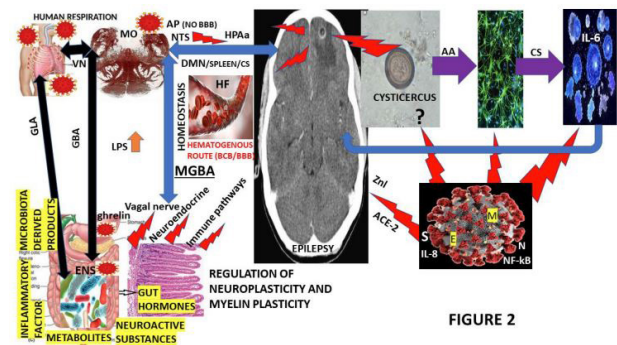 HUMAN RESPIRATION
MO
AP (NO BBB)
NTS
HPAa
VN
DMN/SPLEEN/CS
GLA
GBA
LPS
HOMEOSTASIS
HF
HEMATOGENOUS
ROUTE (BCB/BBB)
MGBA
EPILEPSY
CYSTICERCUS
?
AA
CS
IL-6
ZnI
ACE-2
S
M
E
N
IL-8
NF-kB
Vagal nerve
Neuroendocrine
Immune pathways
ghrelin
ENS
MICROBIOTA
DERIVED
PRODUCTS
INFLAMMATORY
FACTOR
GUT
HORMONES
METABOLITES
NEUROACTIVE
SUBSTANCES
REGULATION OF
NEUROPLASTICITY AND
MYELIN PLASTICITY
FIGURE 2